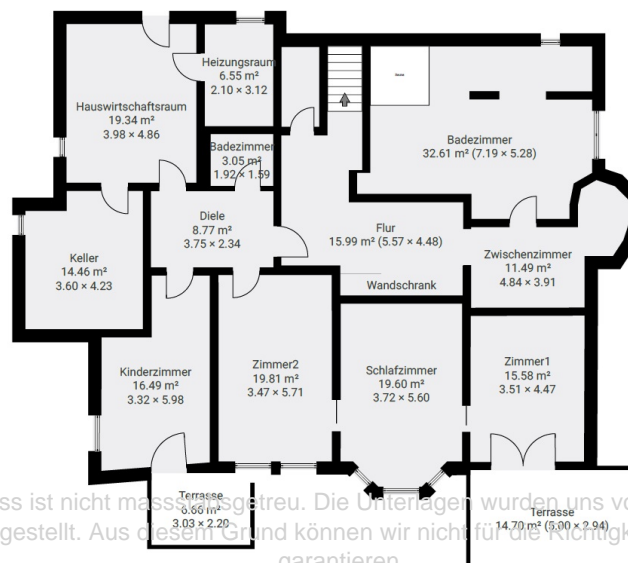 Heizungsraum
6.55 m²
2.10 × 3.12
Hauswirtschaftsraum
19.34 m²
3.98 × 4.86
Badezimmer
32.61 m² (7.19 × 5.28)
Badezimmer
3.05 m²
1.92 × 1.59
Diele
8.77 m²
3.75 × 2.34
Flur
15.99 m² (5.57 × 4.48)
Keller
14.46 m²
3.60 × 4.23
Zwischenzimmer
11.49 m²
4.84 × 3.91
Wandschrank
Kinderzimmer
16.49 m²
3.32 × 5.98
Zimmer2
19.81 m²
3.47 × 5.71
Schlafzimmer
19.60 m²
3.72 × 5.60
Zimmer1
15.58 m²
3.51 × 4.47
Terrasse
6.66 m²
3.03 × 2.20
Terrasse
14.70 m² (5.00 × 2.94)
ss ist nicht massstabsgetreu. Die Unterlagen wurden uns vo
gestellt. Aus diesem Grund können wir nicht für die Richtigk
garantieren